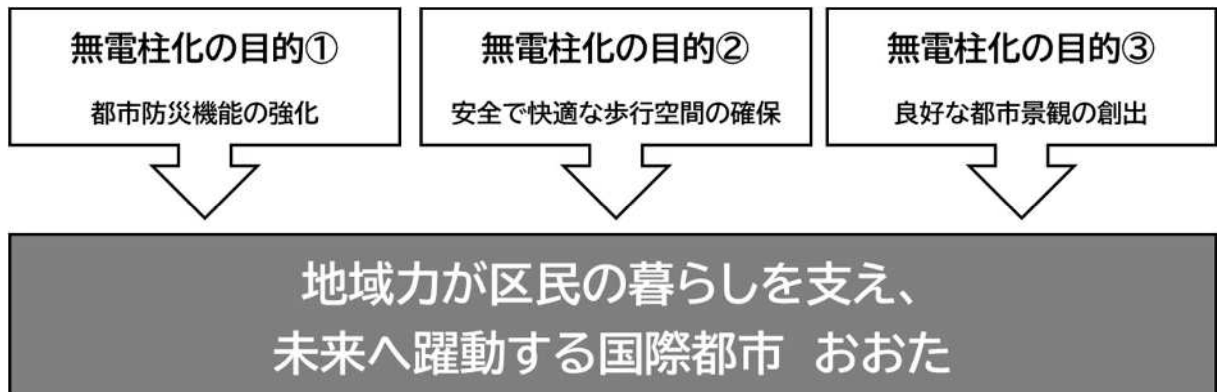 無電柱化の目的①
都市防災機能の強化
無電柱化の目的②
安全で快適な歩行空間の確保
無電柱化の目的③
良好な都市景観の創出
地域力が区民の暮らしを支え、
未来へ躍動する国際都市　おおた